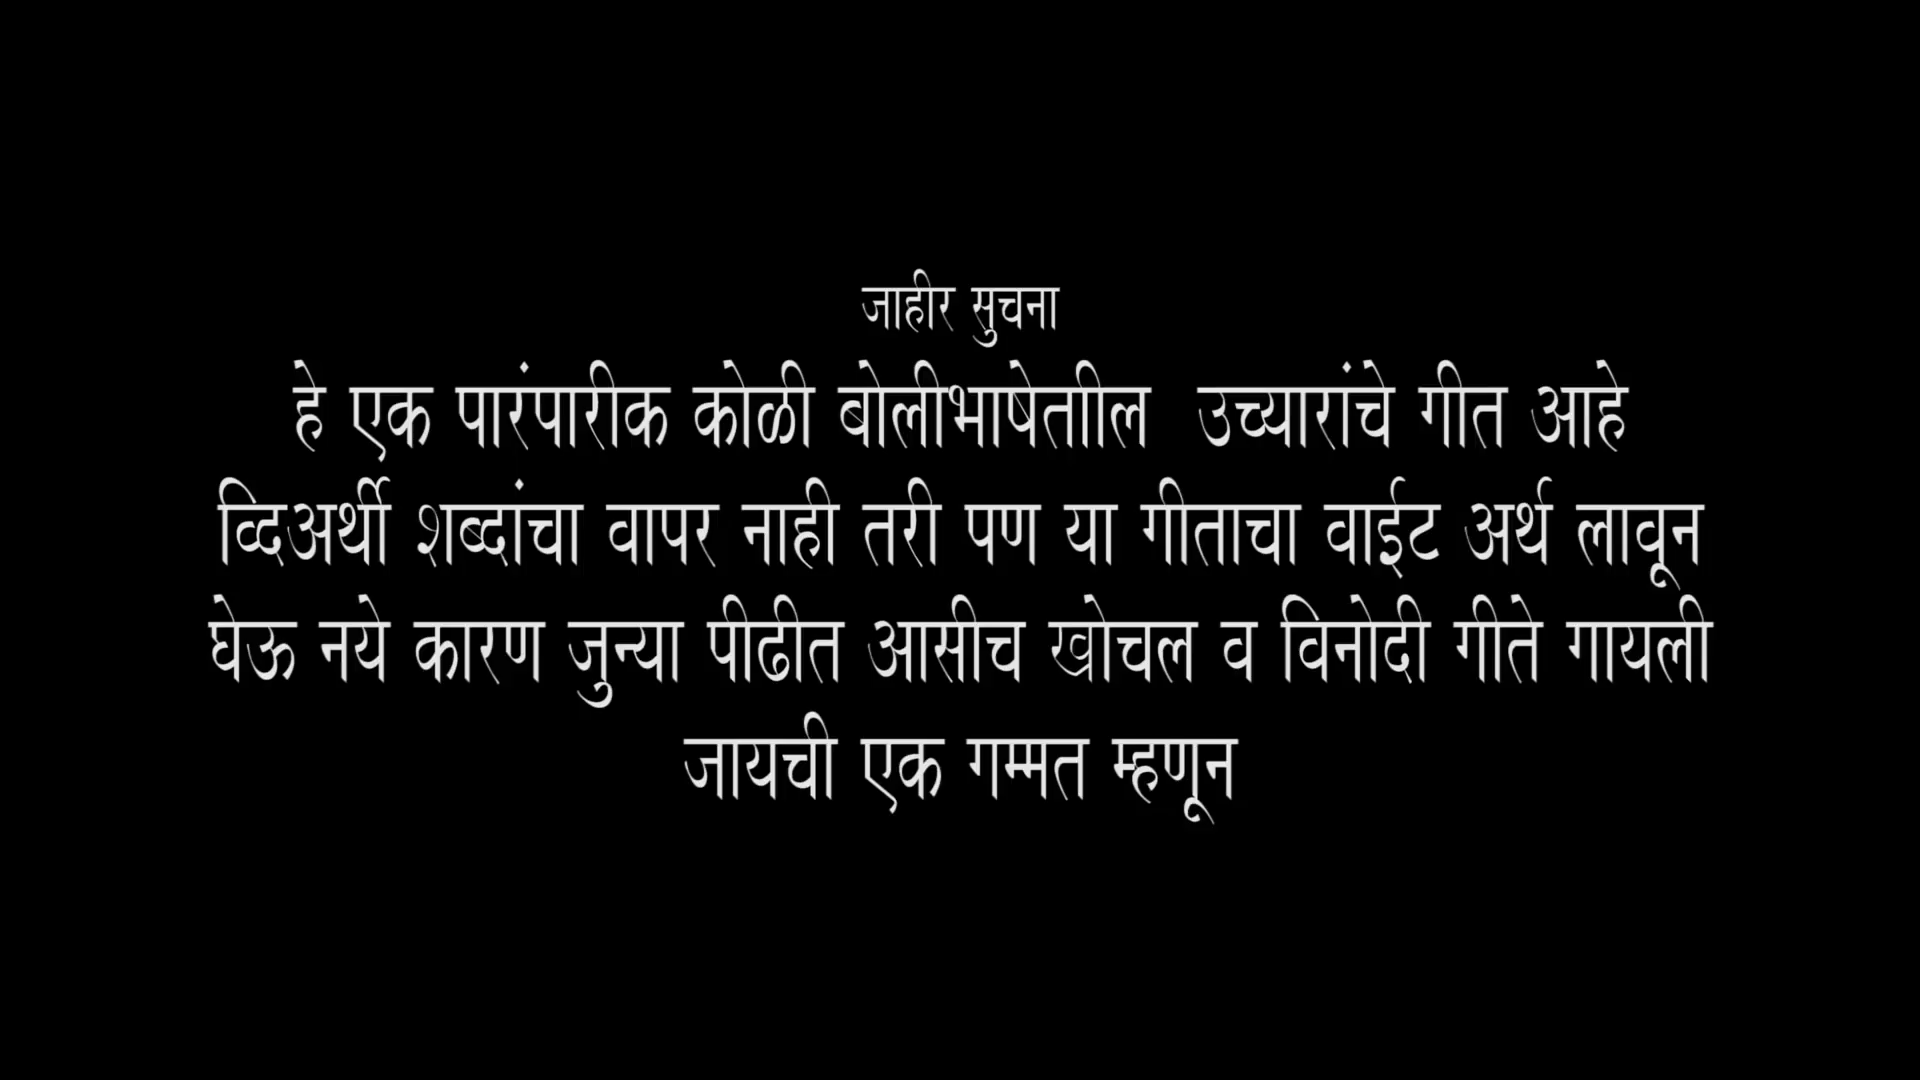 जाहीर सुचना
हे एक पारंपारीक कोळी बोलीभाषेताील उच्यारांचे गीत आहे
व्दिअर्थी शब्दांचा वापर नाही तरी पण या गीताचा वाईट अर्थ लावून
घेऊ नये कारण जुन्या पीढीत आसीच खोचल व विनोदी गीते गायली
जायची एक गम्मत म्हणून